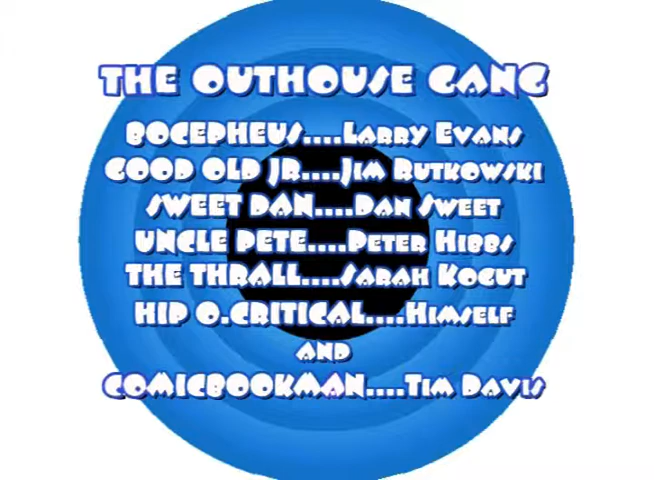 THE OUTHOUSE GANG
BOCEPHEUS....Larry Evans
GOOD OLD JR....Jim Rutkowski
SWEET DAN....Dan Sweet
UNCLE PETE....Peter Hibbs
THE THRALL....Sarah Kogut
HIP O.CRITICAL....Himself
AND
COMICBOOKMAN....Tim Davis